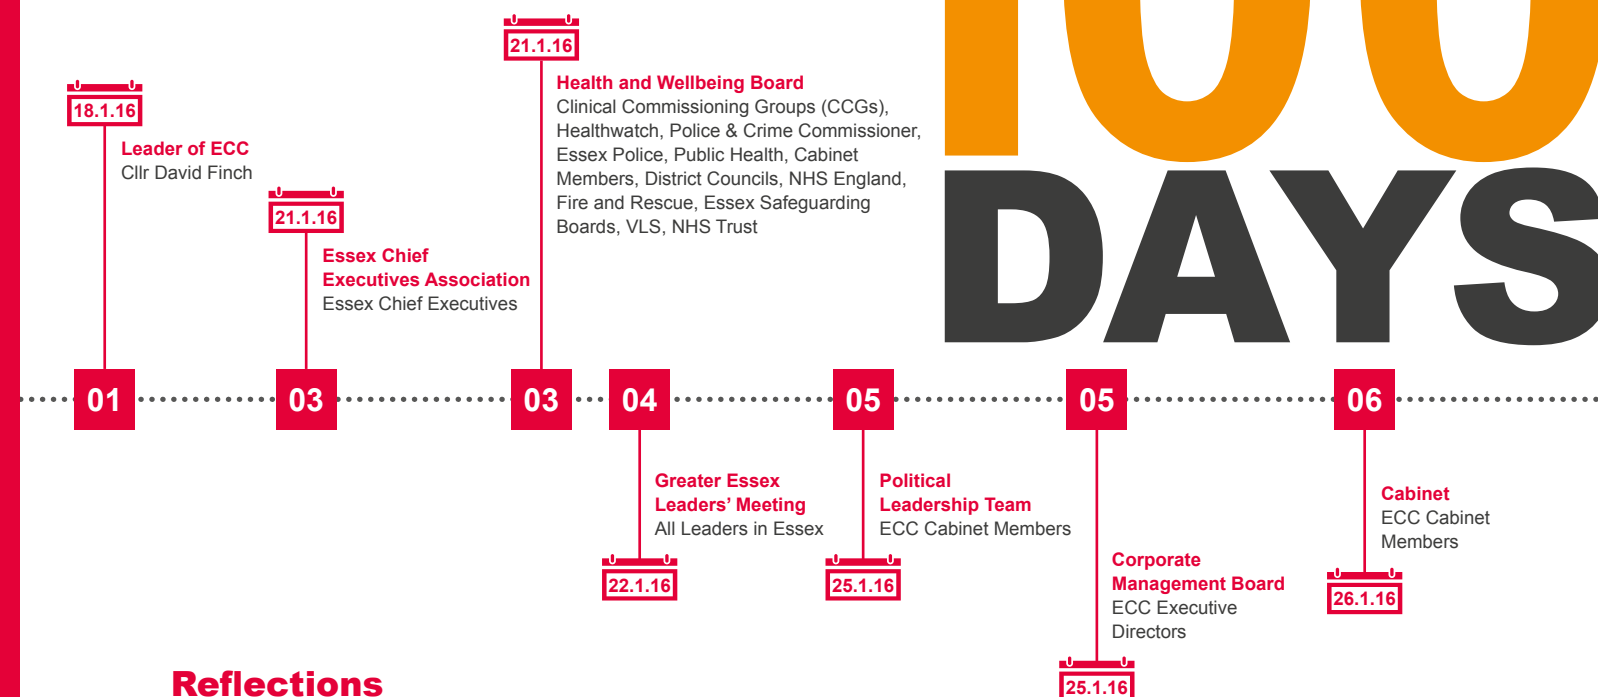 100
DAYS
18.1.16
Leader of ECC
Cllr David Finch
21.1.16
Essex Chief
Executives Association
Essex Chief Executives
21.1.16
Health and Wellbeing Board
Clinical Commissioning Groups (CCGs),
Healthwatch, Police & Crime Commissioner,
Essex Police, Public Health, Cabinet
Members, District Councils, NHS England,
Fire and Rescue, Essex Safeguarding
Boards, VLS, NHS Trust
01
03
03
04
05
05
06
Greater Essex
Leaders’ Meeting
All Leaders in Essex
22.1.16
Political
Leadership Team
ECC Cabinet Members
25.1.16
Corporate
Management Board
ECC Executive
Directors
25.1.16
Cabinet
ECC Cabinet
Members
26.1.16
Reflections